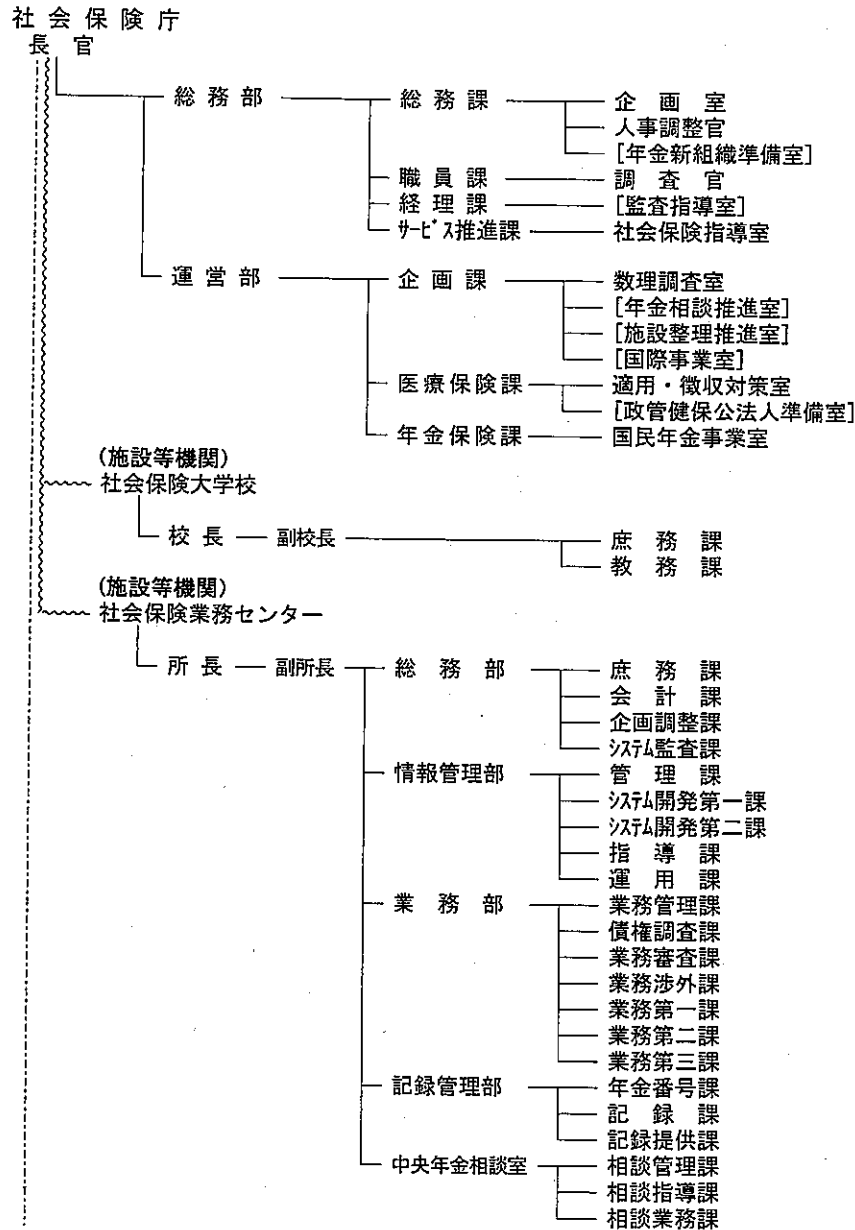 社会保険庁
長官
総務部 総務課 企画室
人事調整官
[年金新組織準備室]
職員課 調査官
経理課 [監査指導室]
サービス推進課 社会保険指導室
運営部 企画課 数理調査室
[年金相談推進室]
[施設整理推進室]
[国際事業室]
医療保険課 適用・徴収対策室
[政管健保公法人準備室]
年金保険課 国民年金事業室
(施設等機関)
社会保険大学校
校長 副校長 庶務課
教務課
(施設等機関)
社会保険業務センター
所長 副所長 総務部 庶務課
会計課
企画調整課
システム監査課
情報管理部 管理課
システム開発第一課
システム開発第二課
指導課
運用課
業務部 業務管理課
債権調査課
業務審査課
業務渉外課
業務第一課
業務第二課
業務第三課
記録管理部 年金番号課
記録課
記録提供課
中央年金相談室 相談管理課
相談指導課
相談業務課